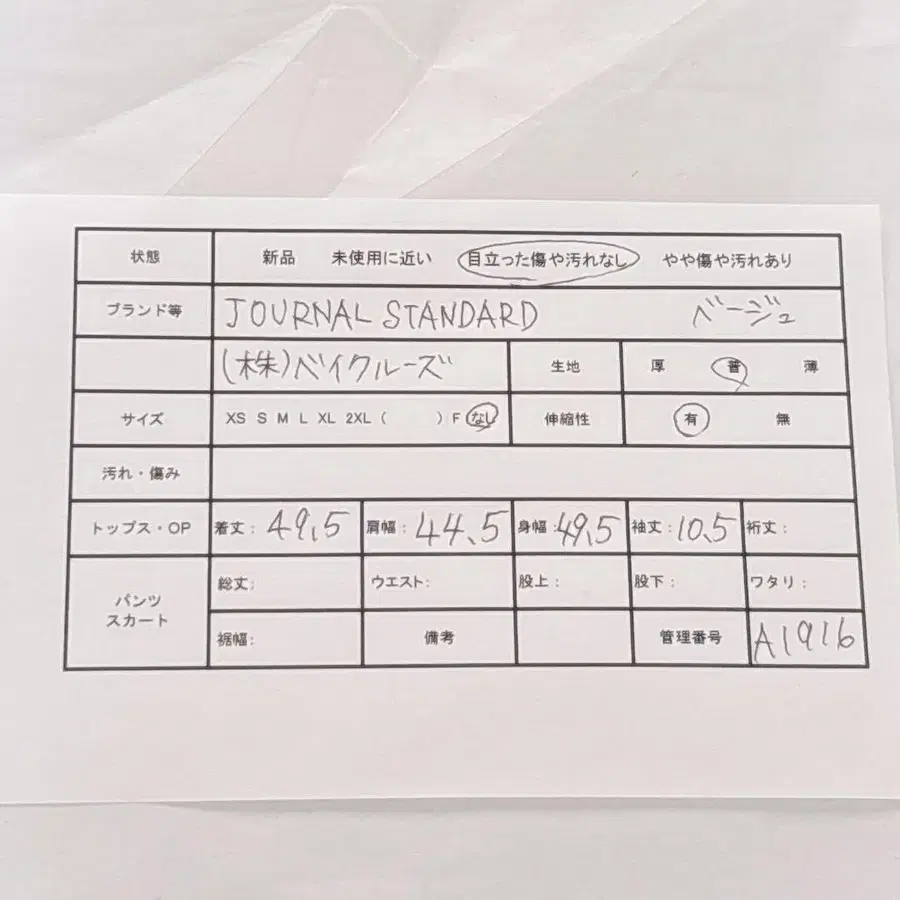 状態 新品 未使用に近い 目立った傷や汚れなし やや傷や汚れあり
ブランド等 JOURNAL STANDARD ベージュ
(株)ベイクルーズ 生地 厚 普 薄
サイズ XS S M L XL 2XL ( ) F なし 伸縮性 有 無
汚れ・傷み
トップス・OP 着丈: 49.5 肩幅: 44.5 身幅: 49.5 袖丈: 10.5 裄丈:
パンツ スカート 総丈: ウエスト: 股上: 股下: ワタリ:
裾幅: 備考 管理番号 A1916